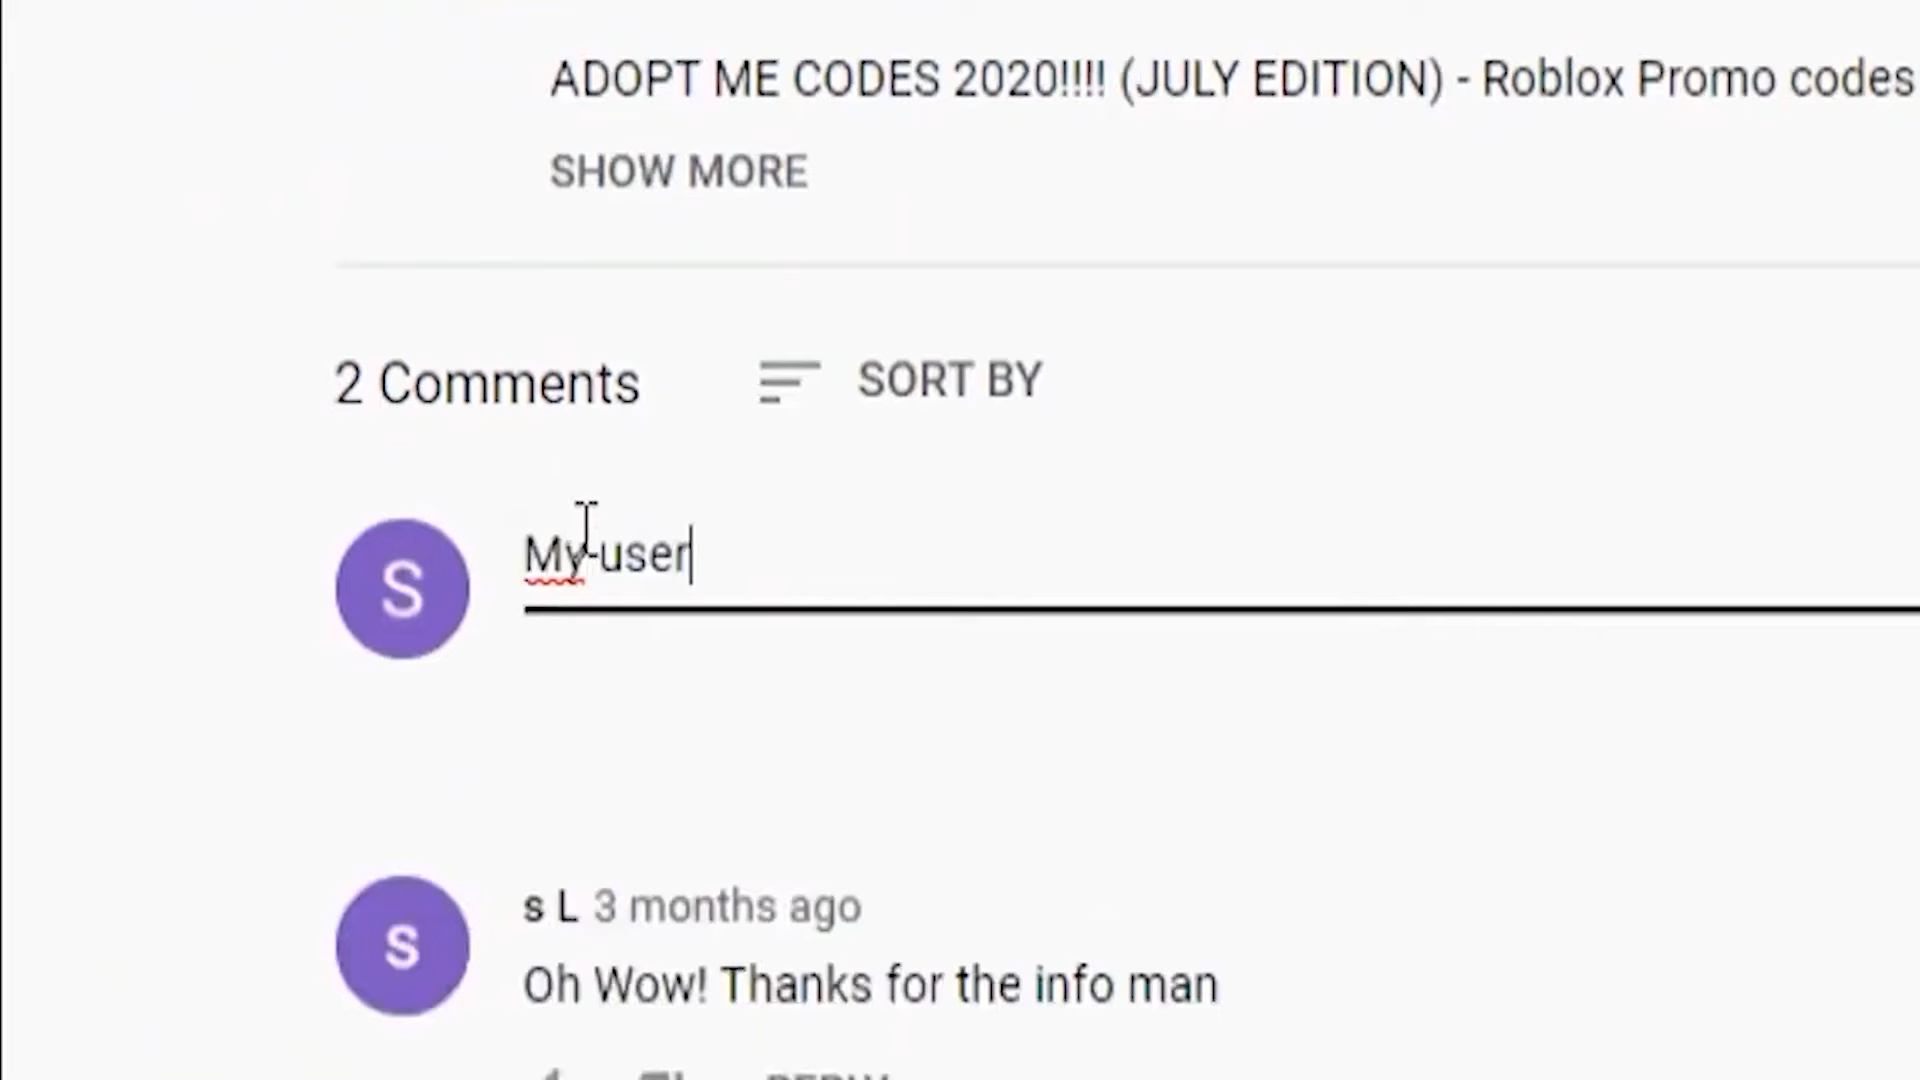 ADOPT ME CODES 2020!!!! (JULY EDITION) - Roblox Promo codes
SHOW MORE
2 Comments
SORT BY
S
My user
s
s L 3 months ago
Oh Wow! Thanks for the info man
REPLY